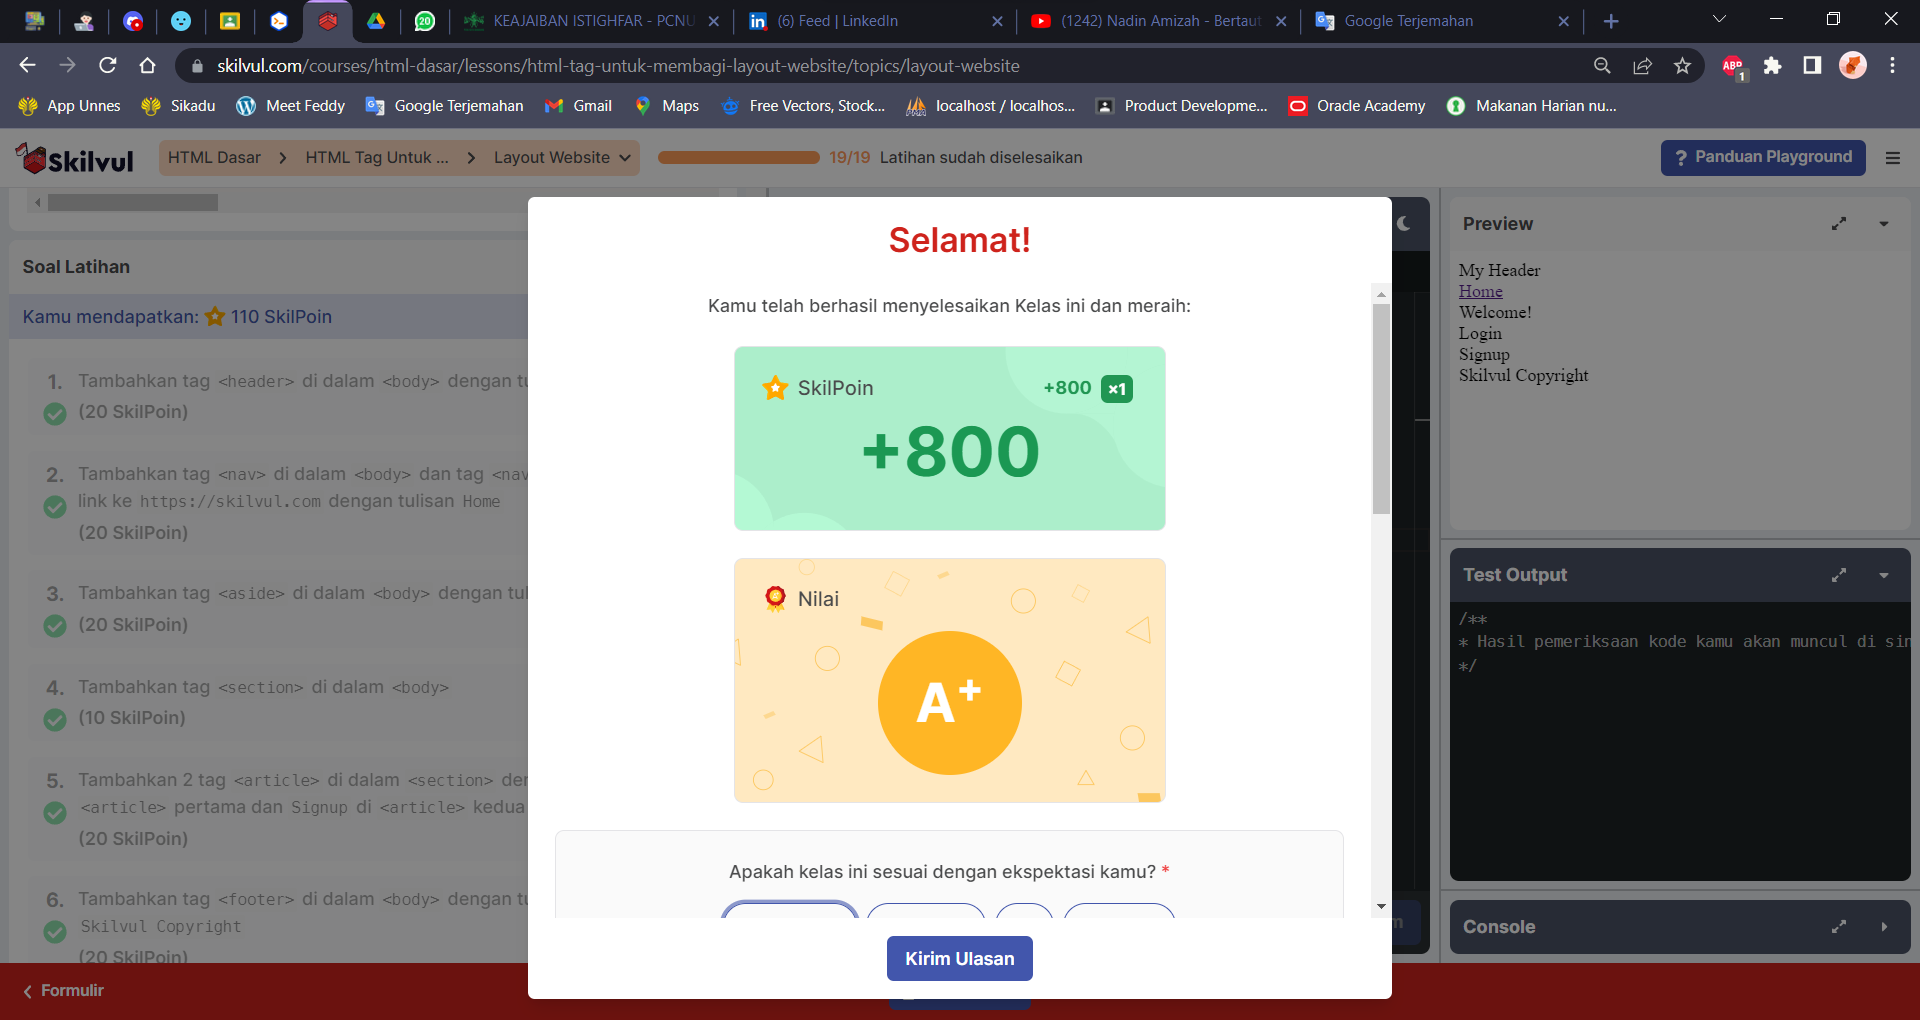 20
KEAJAIBAN ISTIGHFAR - PCNU
(6) Feed | LinkedIn
(1242) Nadin Amizah - Bertaut
Google Terjemahan
skilvul.com/courses/html-dasar/lessons/html-tag-untuk-membagi-layout-website/topics/layout-website
ABP
1
App Unnes
Sikadu
Meet Feddy
Google Terjemahan
Gmail
Maps
Free Vectors, Stock...
localhost / localhos...
Product Developme...
Oracle Academy
Makanan Harian nu...
Skilvul
HTML Dasar > HTML Tag Untuk ... > Layout Website
19/19 Latihan sudah diselesaikan
? Panduan Playground
Soal Latihan
Kamu mendapatkan: 110 SkilPoin
1. Tambahkan tag <header> di dalam <body> dengan tu
(20 SkilPoin)
2. Tambahkan tag <nav> di dalam <body> dan tag <nav
link ke https://skilvul.com dengan tulisan Home
(20 SkilPoin)
3. Tambahkan tag <aside> di dalam <body> dengan tul
(20 SkilPoin)
4. Tambahkan tag <section> di dalam <body>
(10 SkilPoin)
5. Tambahkan 2 tag <article> di dalam <section> der
<article> pertama dan Signup di <article> kedua
(20 SkilPoin)
6. Tambahkan tag <footer> di dalam <body> dengan tu
Skilvul Copyright
(20 SkilPoin)
Formulir
Selamat!
Kamu telah berhasil menyelesaikan Kelas ini dan meraih:
SkilPoin
+800 ×1
+800
Nilai
A+
Apakah kelas ini sesuai dengan ekspektasi kamu? *
Kirim Ulasan
Preview
My Header
Home
Welcome!
Login
Signup
Skilvul Copyright
Test Output
/**
* Hasil pemeriksaan kode kamu akan muncul di sin
*/
Console